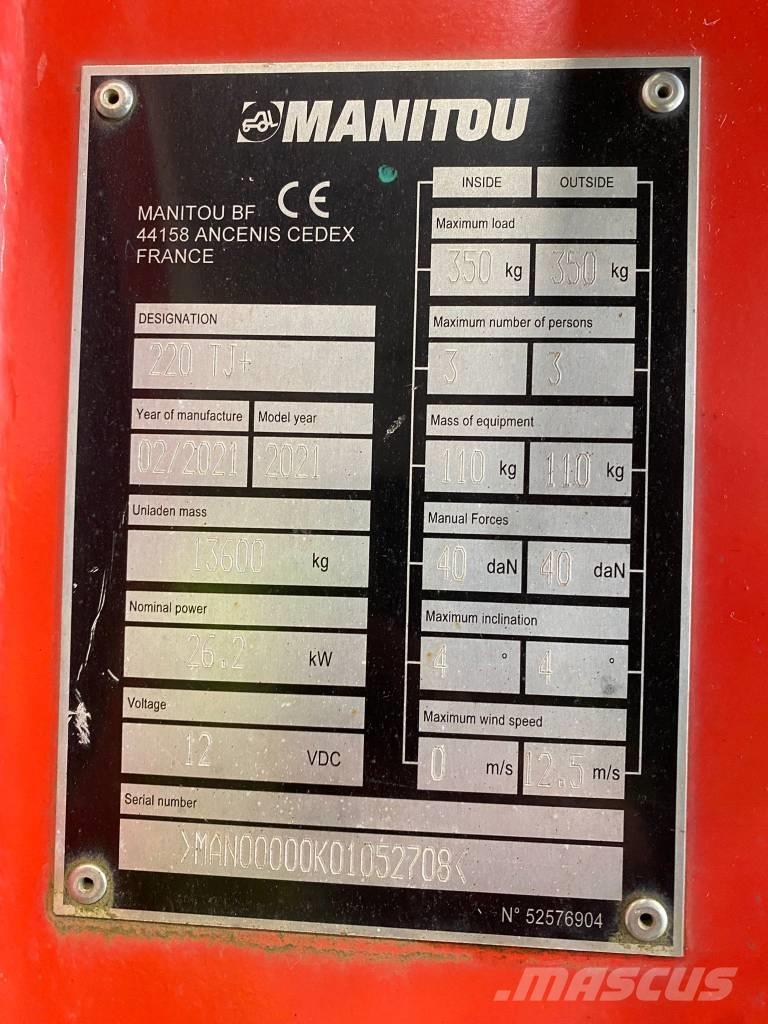 MANITOU
MANITOU BF CE
44158 ANCENIS CEDEX
FRANCE
DESIGNATION
220 TJ+
Year of manufacture Model year
02/2021 2021
Unladen mass
13600 kg
Nominal power
26.2 kW
Voltage
12 VDC
INSIDE OUTSIDE
Maximum load
350 kg 350 kg
Maximum number of persons
3 3
Mass of equipment
110 kg 110 kg
Manual Forces
40 daN 40 daN
Maximum inclination
4 ° 4 °
Maximum wind speed
0 m/s 12.5 m/s
Serial number
>MAN00000K01052708<
N° 52576904
MASCUS